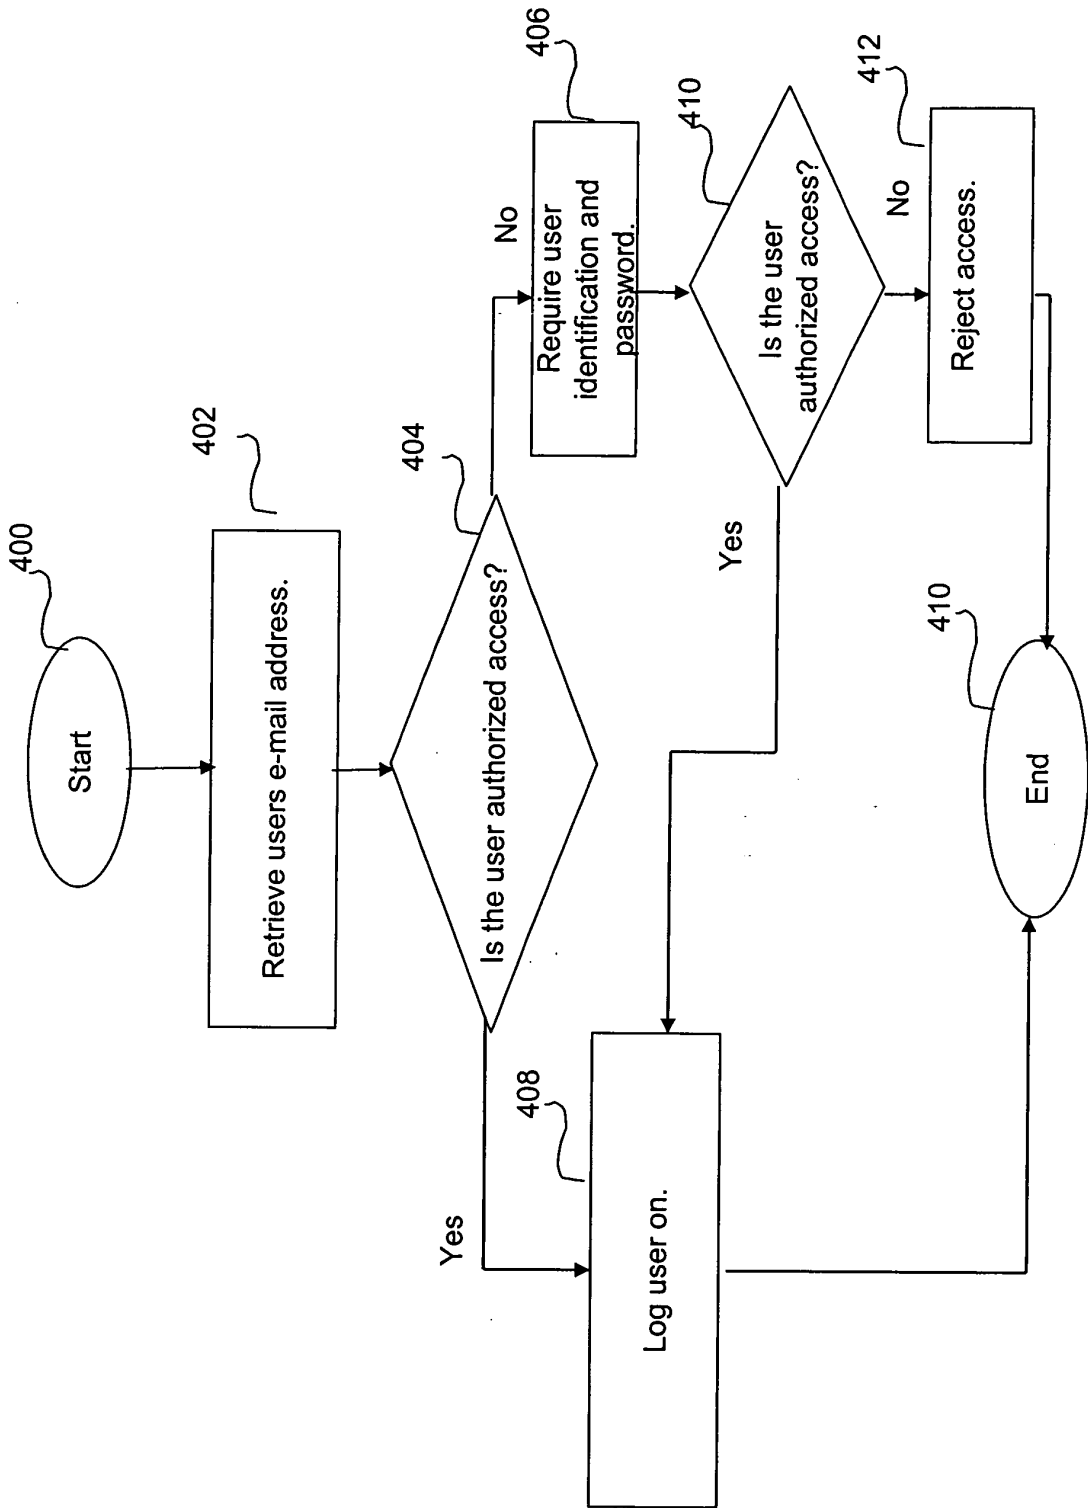 400
Start
402
Retrieve users e-mail address.
404
Is the user authorized access?
Yes
No
406
Require user
identification and
password.
408
Log user on.
410
Is the user
authorized access?
Yes
No
412
Reject access.
410
End